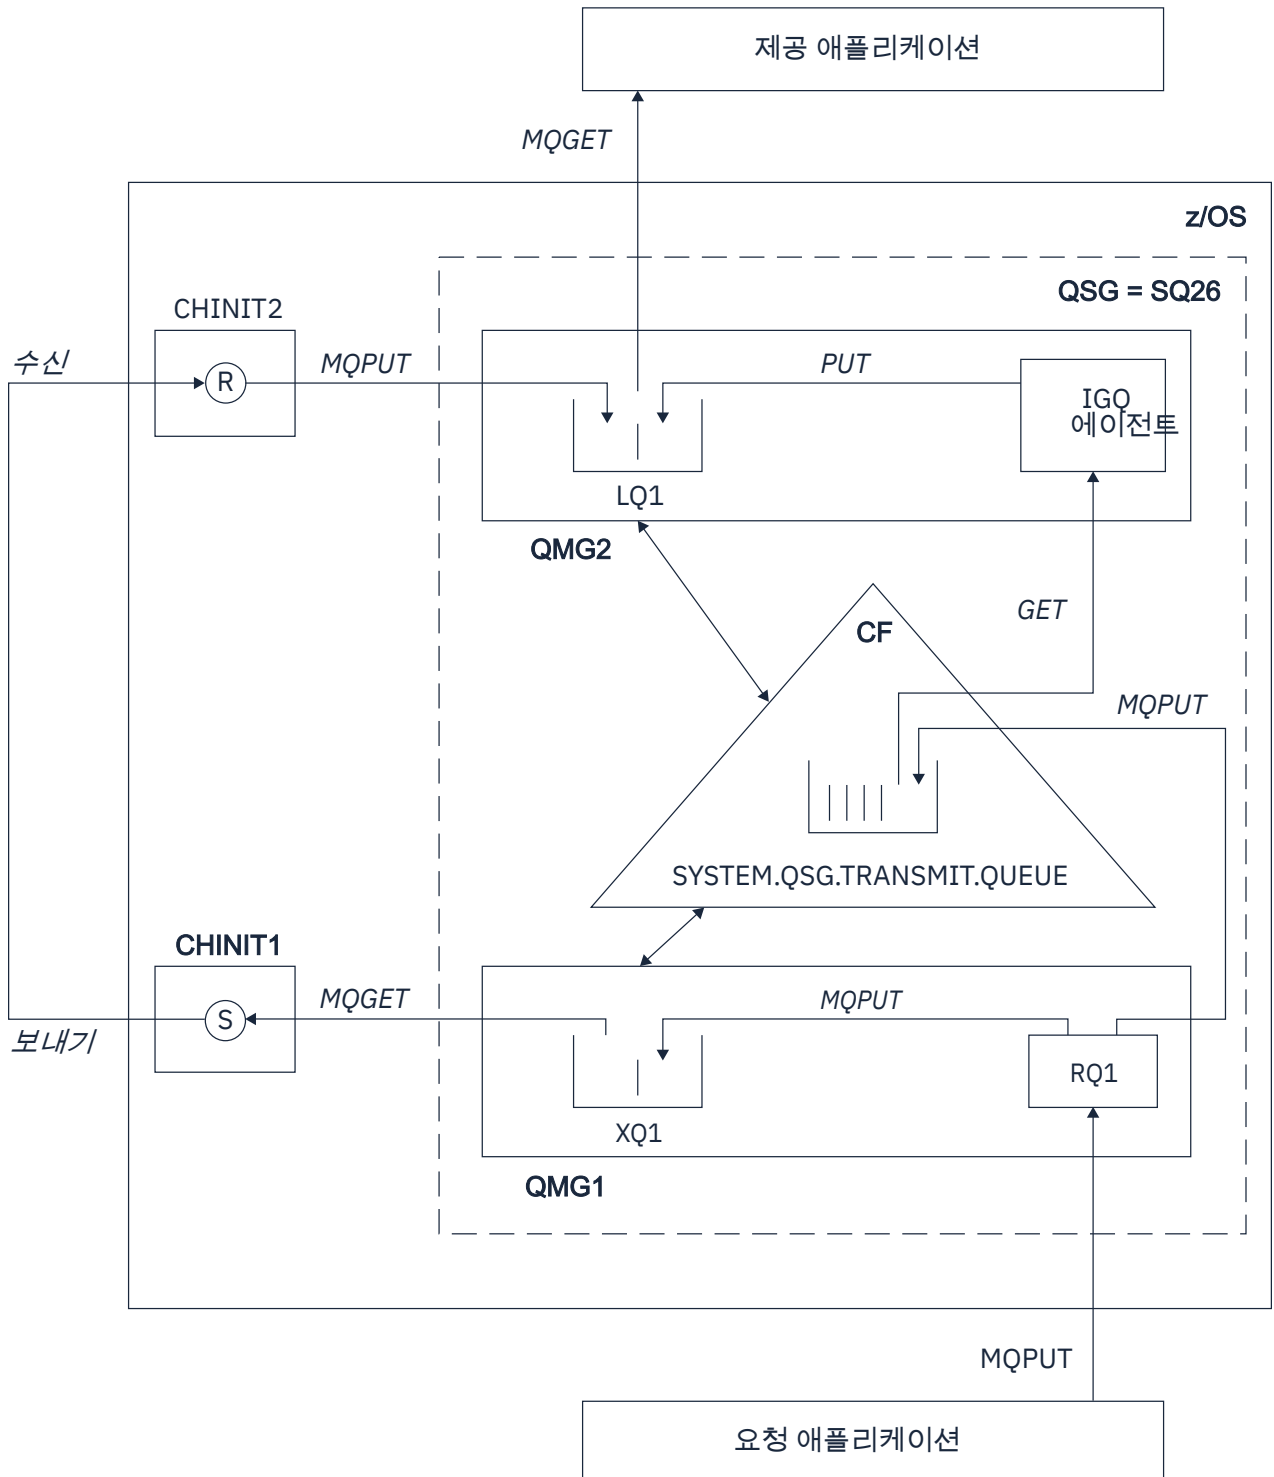 제공 애플리케이션
MQGET
z/OS
QSG = SQ26
CHINIT2
수신
R
MQPUT
PUT
IGQ
에이전트
LQ1
QMG2
GET
CF
MQPUT
SYSTEM.QSG.TRANSMIT.QUEUE
CHINIT1
MQGET
MQPUT
S
보내기
RQ1
XQ1
QMG1
MQPUT
요청 애플리케이션